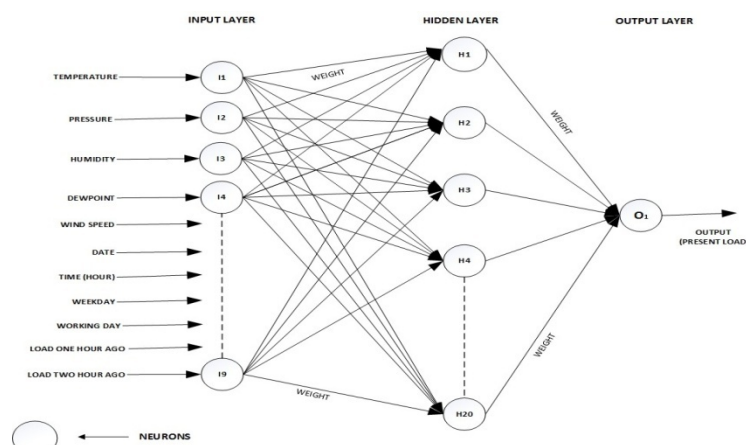 INPUT LAYER
HIDDEN LAYER
OUTPUT LAYER
TEMPERATURE
PRESSURE
HUMIDITY
DEWPOINT
WIND SPEED
DATE
TIME (HOUR)
WEEKDAY
WORKING DAY
LOAD ONE HOUR AGO
LOAD TWO HOUR AGO
I1
I2
I3
I4
I9
WEIGHT
WEIGHT
H1
H2
H3
H4
H20
WEIGHT
WEIGHT
O1
OUTPUT
(PRESENT LOAD
NEURONS